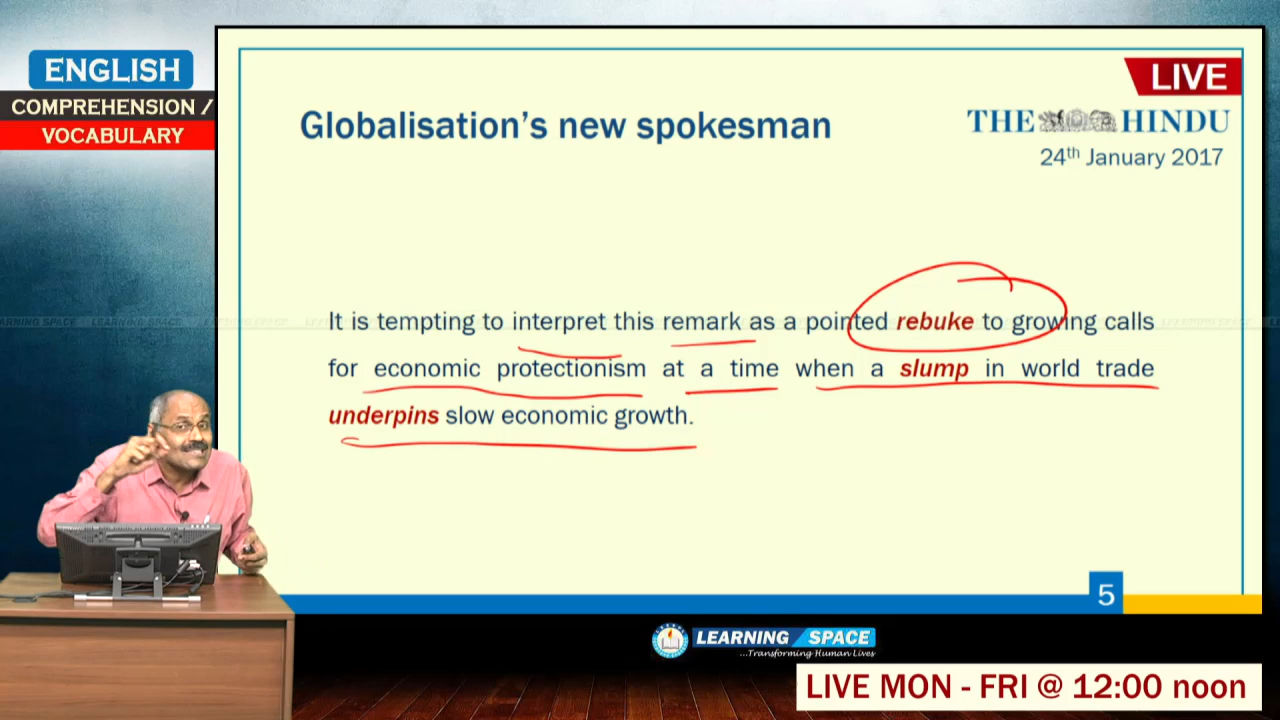 ENGLISH
COMPREHENSION /
VOCABULARY
LIVE
Globalisation's new spokesman
THE HINDU
24th January 2017
It is tempting to interpret this remark as a pointed rebuke to growing calls
for economic protectionism at a time when a slump in world trade
underpins slow economic growth.
5
LEARNING SPACE
...Transforming Human Lives
LIVE MON - FRI @ 12:00 noon